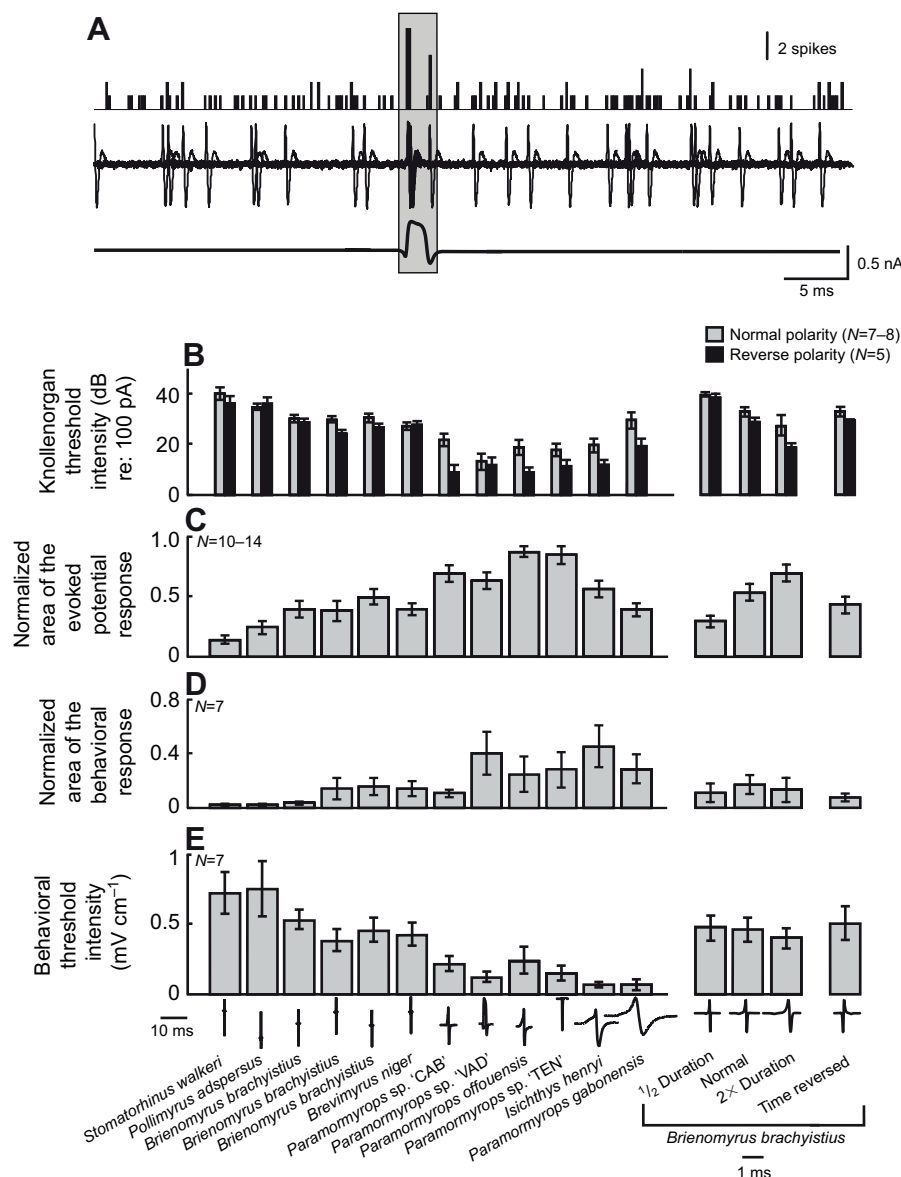 A
2 spikes
0.5 nA
5 ms
Normal polarity (N=7–8)
Reverse polarity (N=5)
B
Knollenorgan
threshold
intensity (dB
re: 100 pA)
40
20
0
C
N=10–14
Normalized
area of the
evoked
potential
response
1.0
0.5
0
D
N=7
Normalized
area of the
behavioral
response
0.8
0.4
0
E
N=7
Behavioral
threshold
intensity
(mV cm–1)
1
0.5
0
10 ms
Stomatorhinus walkeri
Pollimyrus adspersus
Brienomyrus brachyistius
Brienomyrus brachyistius
Brienomyrus brachyistius
Brevimyrus niger
Paramormyrops sp. 'CAB'
Paramormyrops sp. 'VAD'
Paramormyrops offouensis
Paramormyrops sp. 'TEN'
Isichthys henryi
Paramormyrops gabonensis
1/2 Duration
Normal
2× Duration
Time reversed
Brienomyrus brachyistius
1 ms